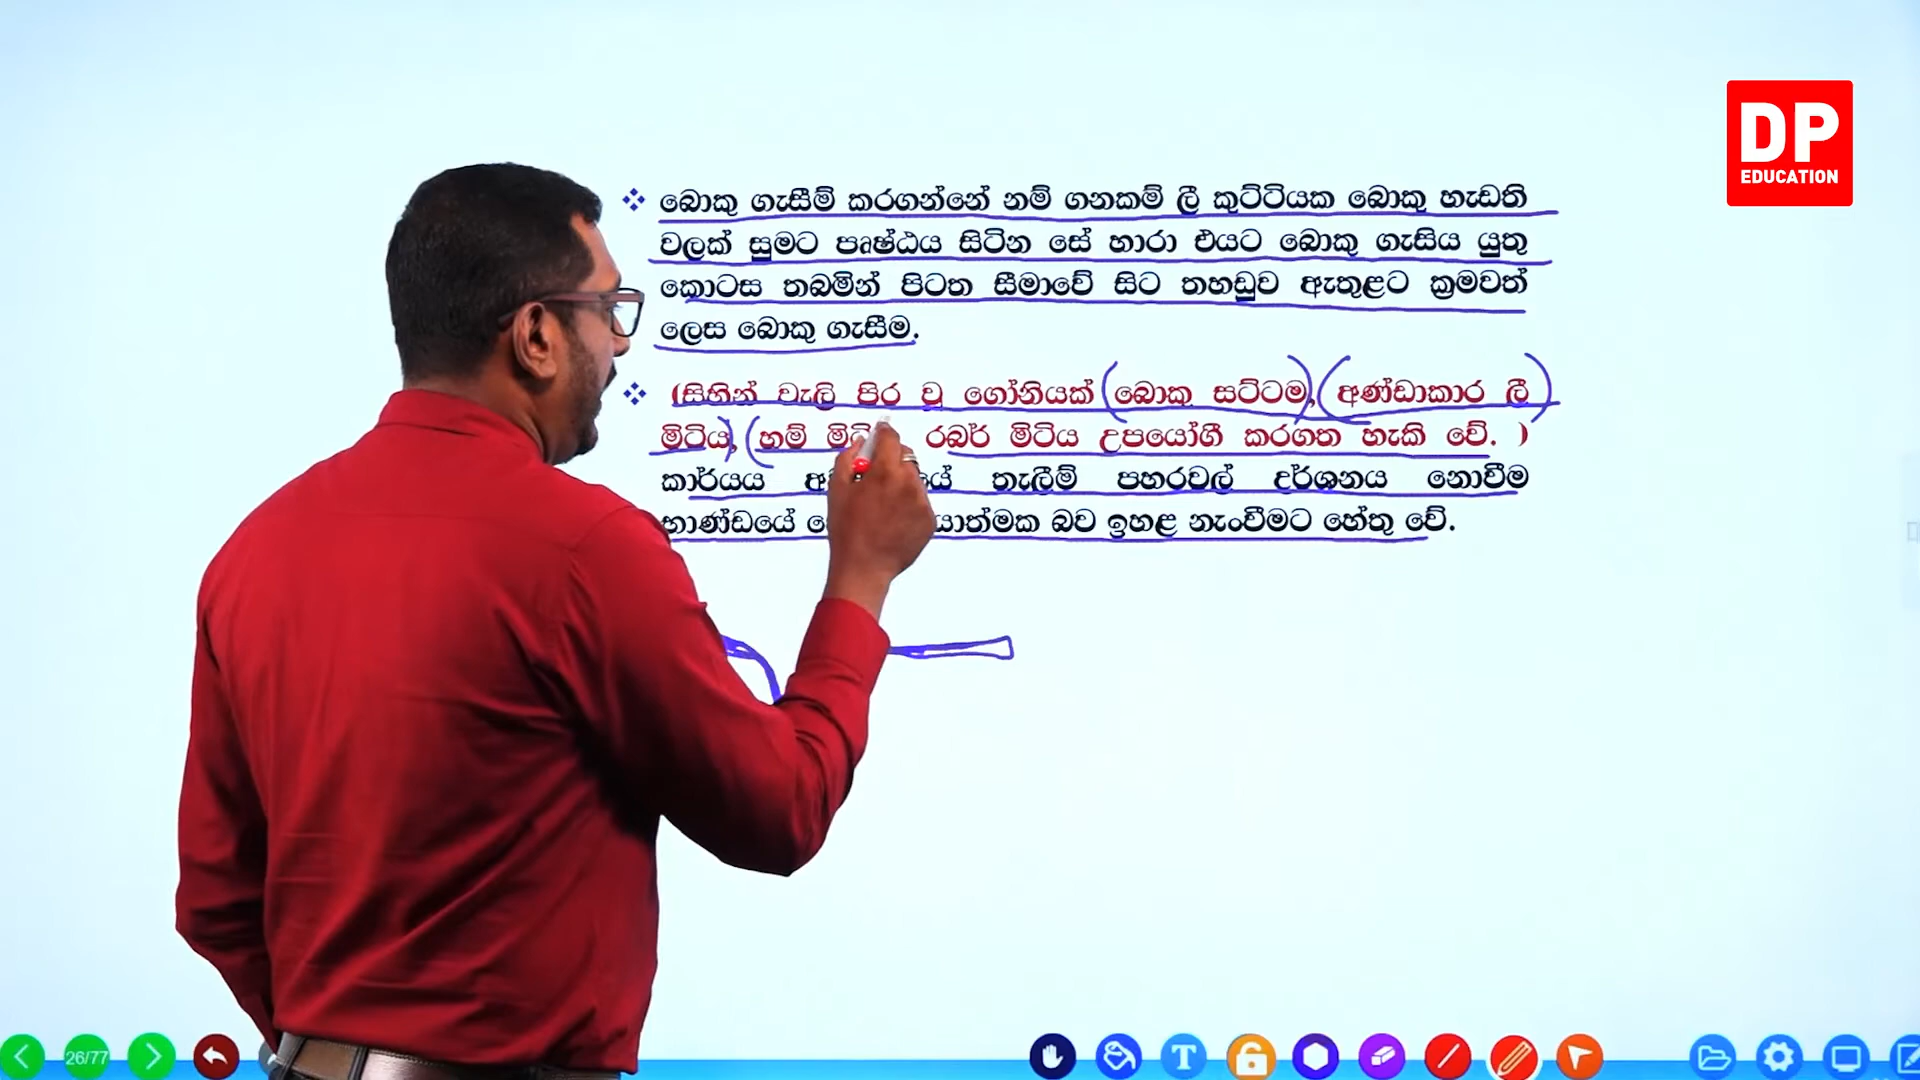 DP
EDUCATION
බොකු ගැසීම් කරගන්නේ නම් ගනකම් ලී කුට්ටියක බොකු හැඩති
වලක් සුමට පෘෂ්ඨය සිටින සේ හාරා එයට බොකු ගැසිය යුතු
කොටස තබමින් පිටත සීමාවේ සිට තහඩුව ඇතුළට ක්‍රමවත්
ලෙස බොකු ගැසීම.
(සිහින් වැලි පිර වූ ගෝනියක් (බොකු සට්ටම), (අණ්ඩාකාර ලී)
මිටිය), (හම් රබර් මිටිය උපයෝගී කරගත හැකි වේ. )
කාර්යය තැලීම් පහරවල් දර්ශනය නොවීම
භාණ්ඩයේ බව ඉහළ නැංවීමට හේතු වේ.
26/77
T